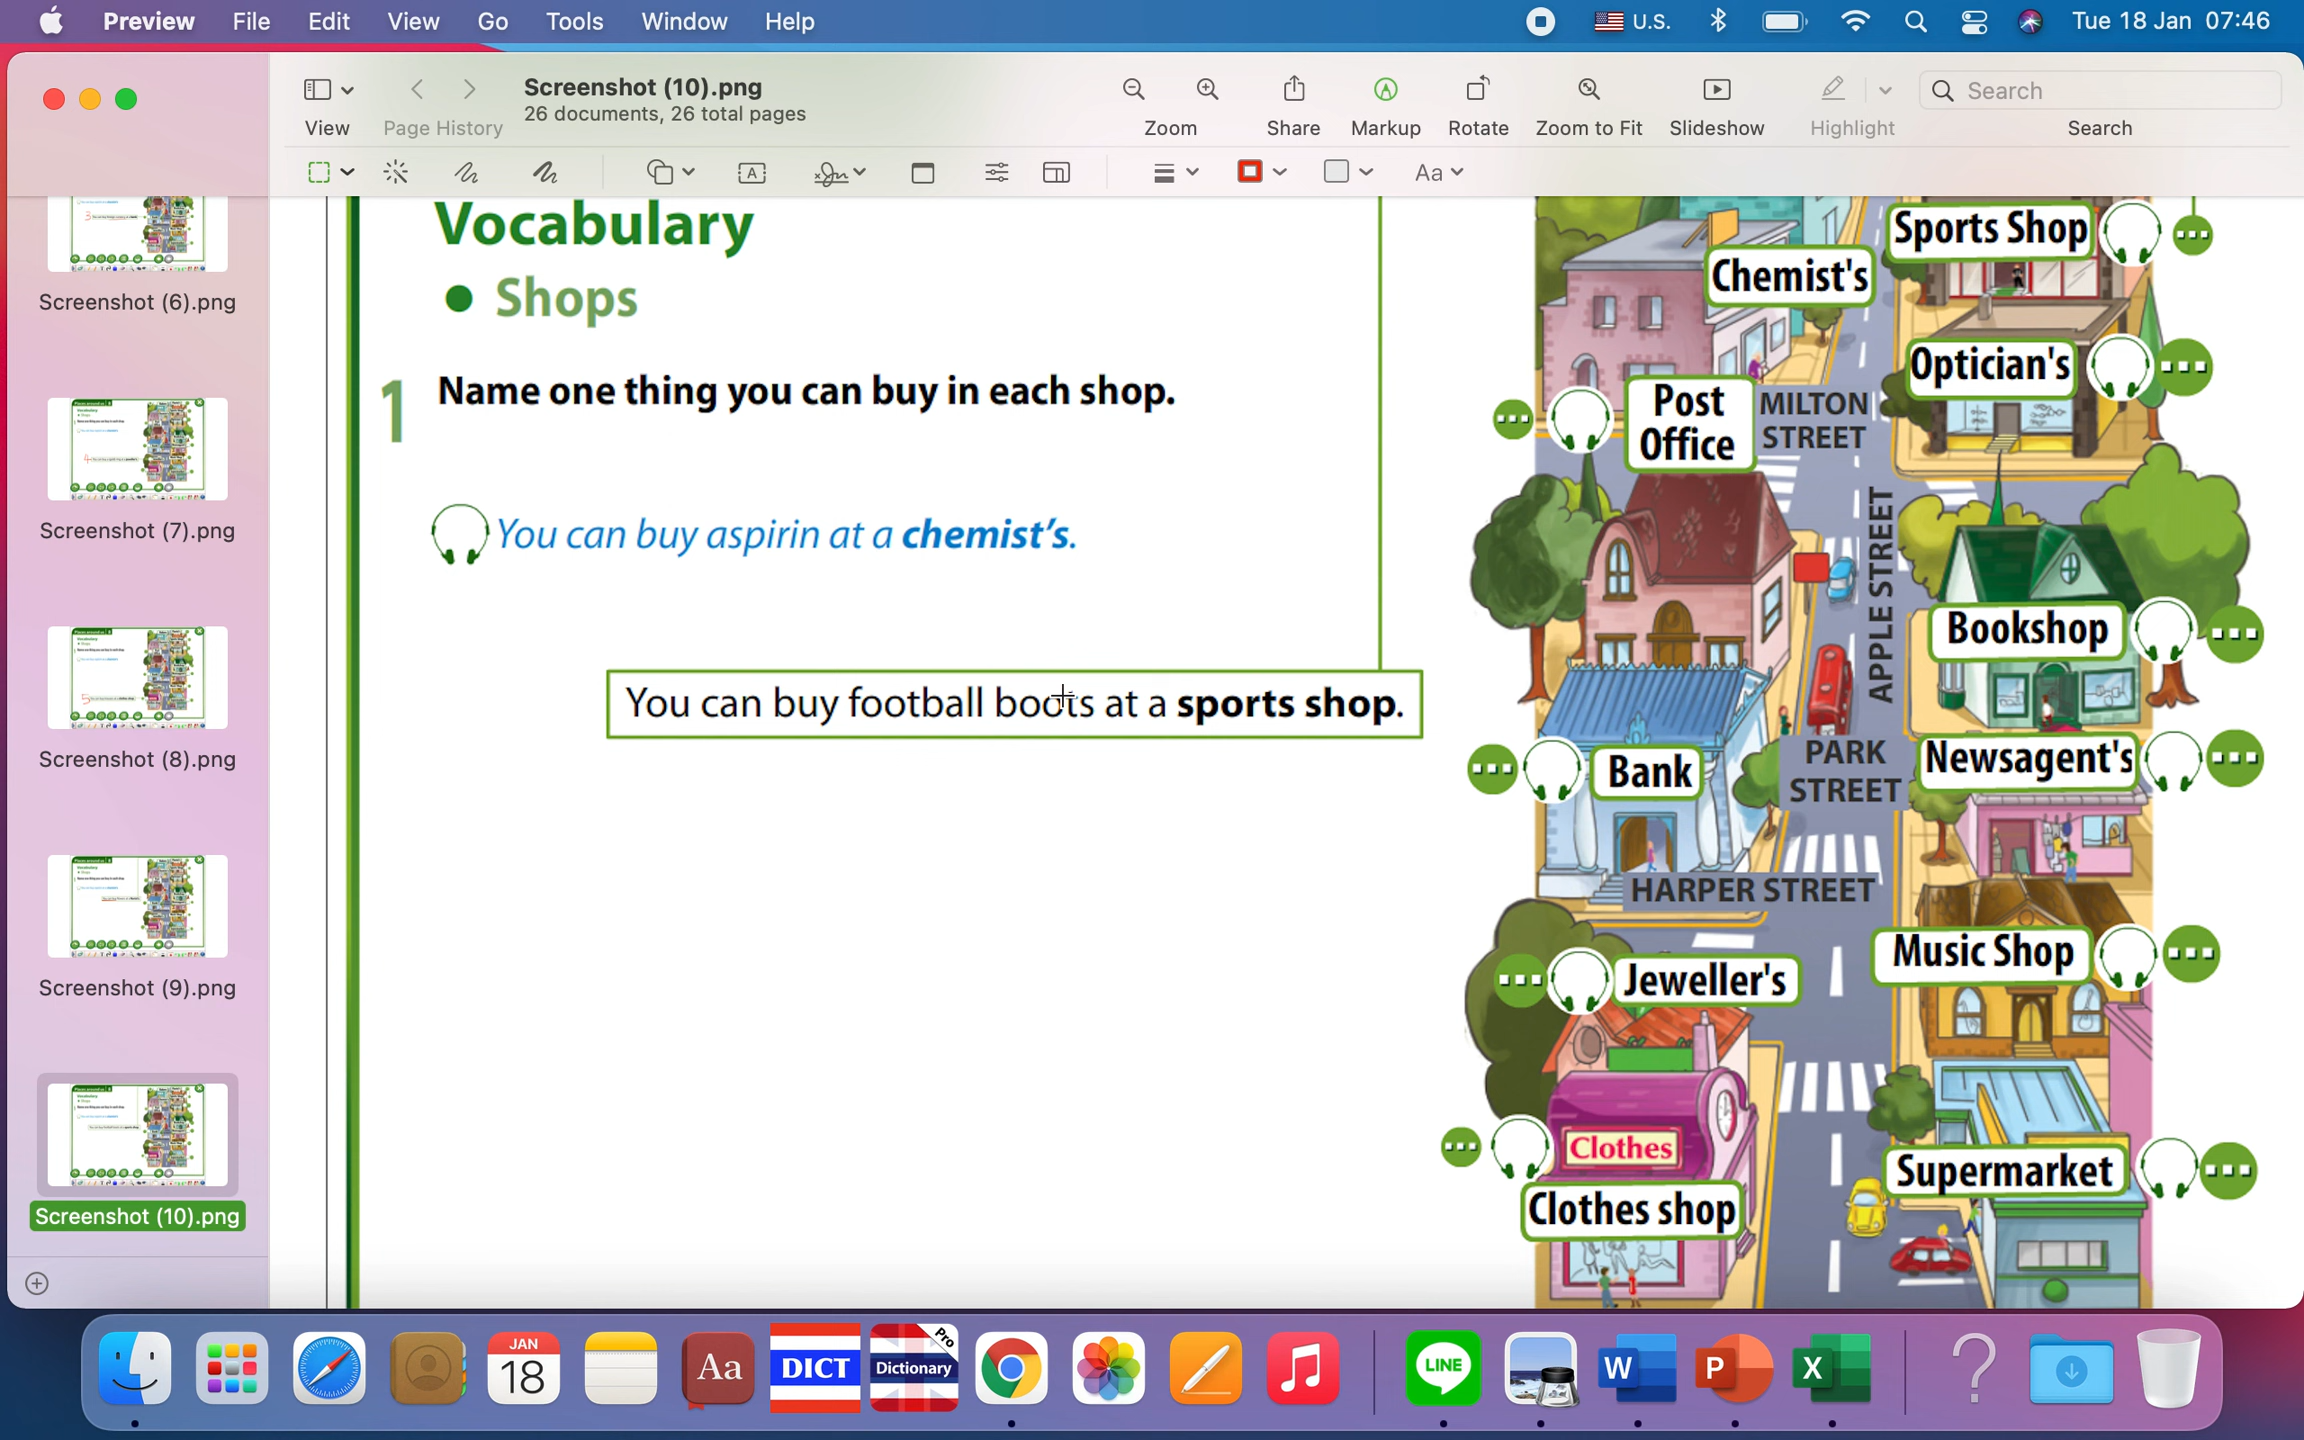 Preview File Edit View Go Tools Window Help U.S. Tue 18 Jan 07:46
Screenshot (10).png
26 documents, 26 total pages
Search
View Page History Zoom Share Markup Rotate Zoom to Fit Slideshow Highlight Search
A Aa
Screenshot (6).png
Screenshot (7).png
Screenshot (8).png
Screenshot (9).png
Screenshot (10).png
Vocabulary
• Shops
1 Name one thing you can buy in each shop.
You can buy aspirin at a chemist's.
You can buy football boots at a sports shop.
Sports Shop
Chemist's
Optician's
Post
Office
MILTON
STREET
APPLE STREET
Bookshop
Bank
PARK
STREET
Newsagent's
HARPER STREET
Music Shop
Jeweller's
Clothes
Clothes shop
Supermarket
JAN
18
Aa
DICT
Pro
Dictionary
LINE
W
P
X
?